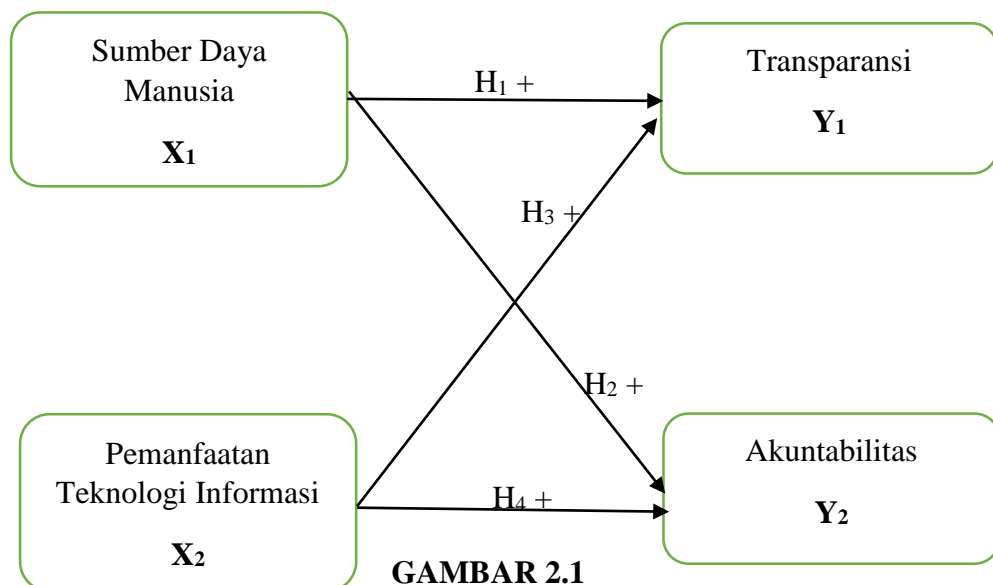 Sumber Daya
Manusia
X₁
H₁ +
Transparansi
Y₁
H₃ +
H₂ +
Pemanfaatan
Teknologi Informasi
X₂
H₄ +
Akuntabilitas
Y₂
GAMBAR 2.1